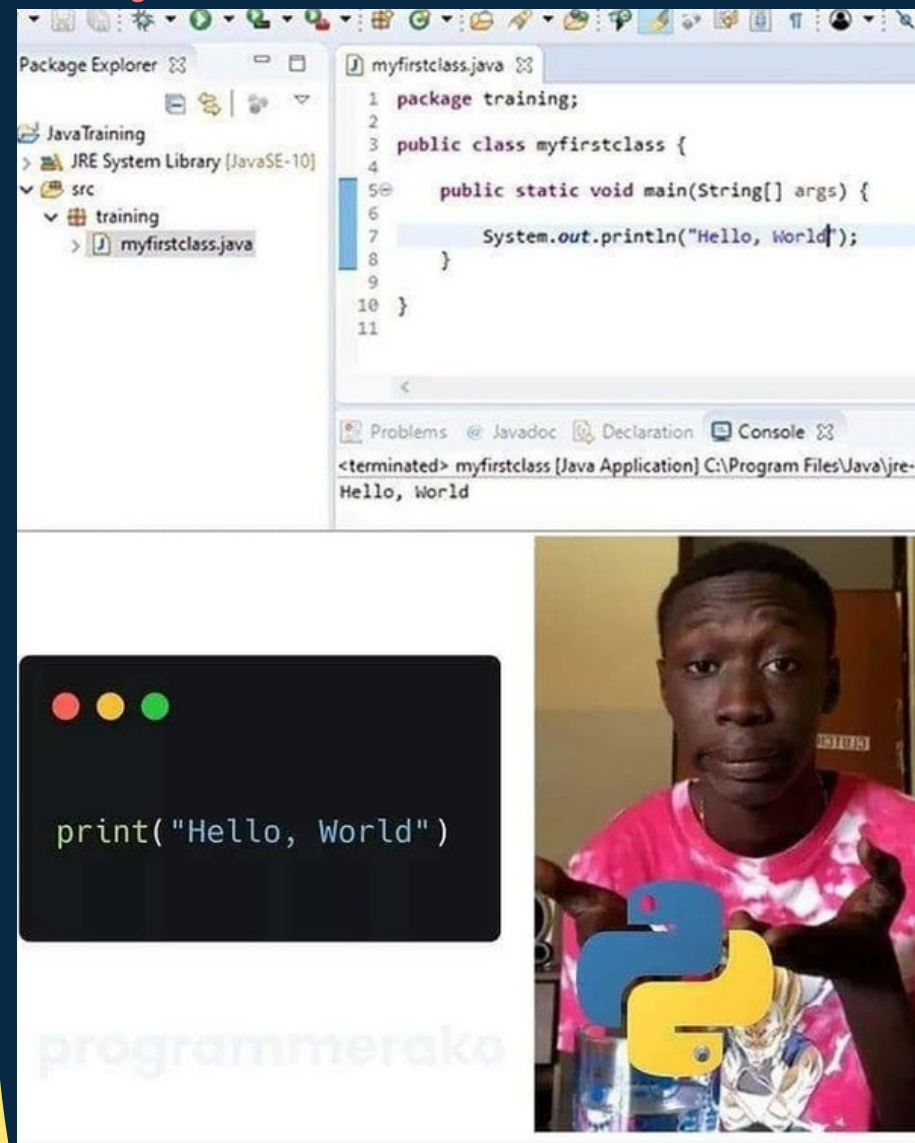 Package Explorer
myfirstclass.java
JavaTraining
JRE System Library [JavaSE-10]
src
training
myfirstclass.java
1 package training;
2
3 public class myfirstclass {
4
5 public static void main(String[] args) {
6
7 System.out.println("Hello, World");
8 }
9
10 }
11
Problems @ Javadoc Declaration Console
<terminated> myfirstclass [Java Application] C:\Program Files\Java\jre-
Hello, World
print("Hello, World")
programmerako